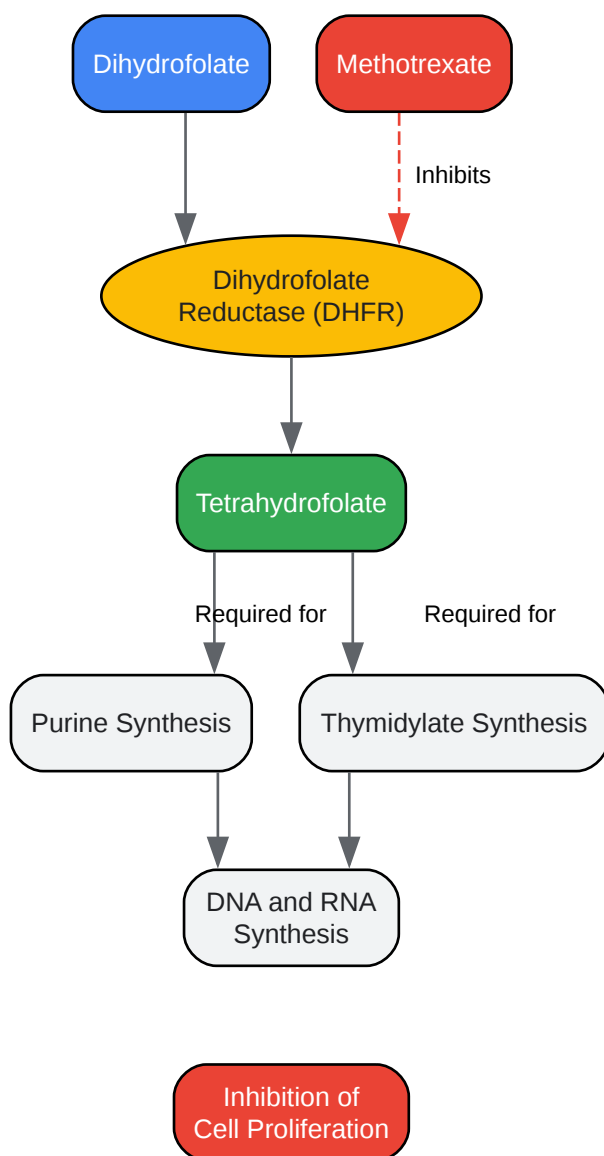 Dihydrofolate
Methotrexate
Inhibits
Dihydrofolate
Reductase (DHFR)
Tetrahydrofolate
Required for
Required for
Purine Synthesis
Thymidylate Synthesis
DNA and RNA
Synthesis
Inhibition of
Cell Proliferation